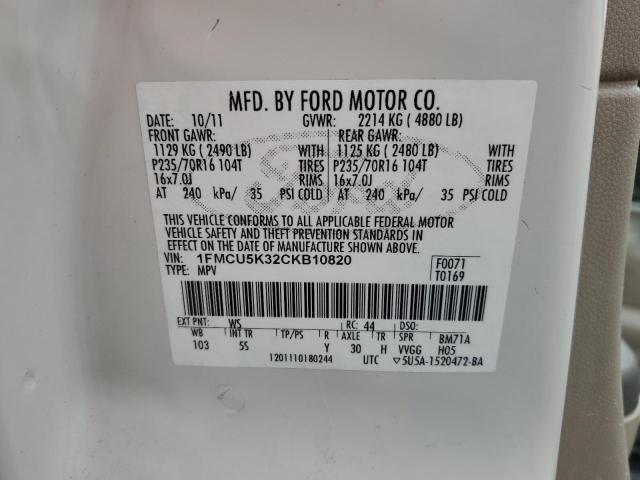 MFD. BY FORD MOTOR CO.
DATE: 10/11 GVWR: 2214 KG ( 4880 LB)
FRONT GAWR: REAR GAWR:
1129 KG ( 2490 LB) WITH 1125 KG ( 2480 LB) WITH
P235/70R16 104T TIRES P235/70R16 104T TIRES
16x7.0J RIMS 16x7.0J RIMS
AT 240 kPa/ 35 PSI COLD AT 240 kPa/ 35 PSI COLD
THIS VEHICLE CONFORMS TO ALL APPLICABLE FEDERAL MOTOR
VEHICLE SAFETY AND THEFT PREVENTION STANDARDS IN
EFFECT ON THE DATE OF MANUFACTURE SHOWN ABOVE.
VIN: 1FMCU5K32CKB10820 F0071
TYPE: MPV T0169
EXT PNT: WS RC: 44 DSO:
WB INT TR TP/PS R AXLE TR SPR BM71A
103 5S Y 30 H VVGG H05
1201110180244 UTC ▽5U5A-1520472-BA
Ford